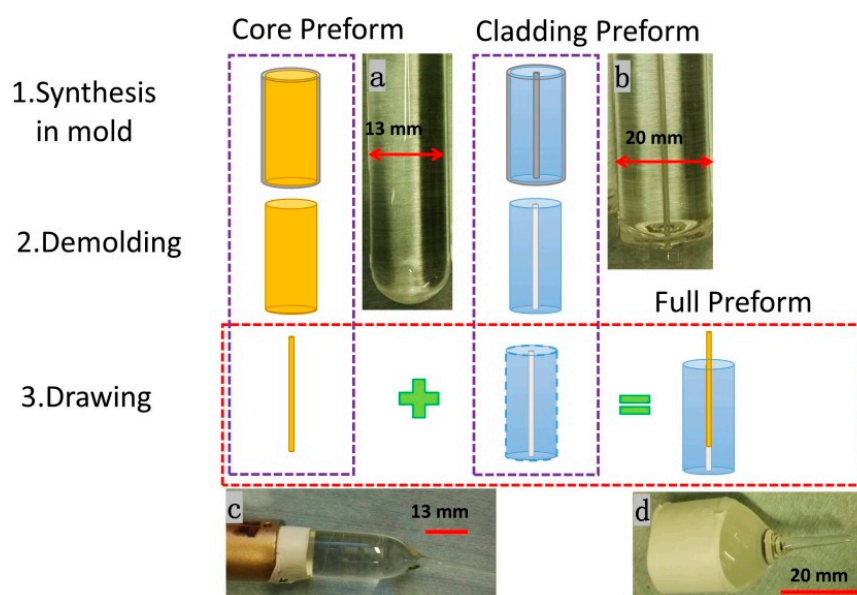 Core Preform
Cladding Preform
1.Synthesis
in mold
a
13 mm
b
20 mm
2.Demolding
Full Preform
3.Drawing
c
13 mm
d
20 mm